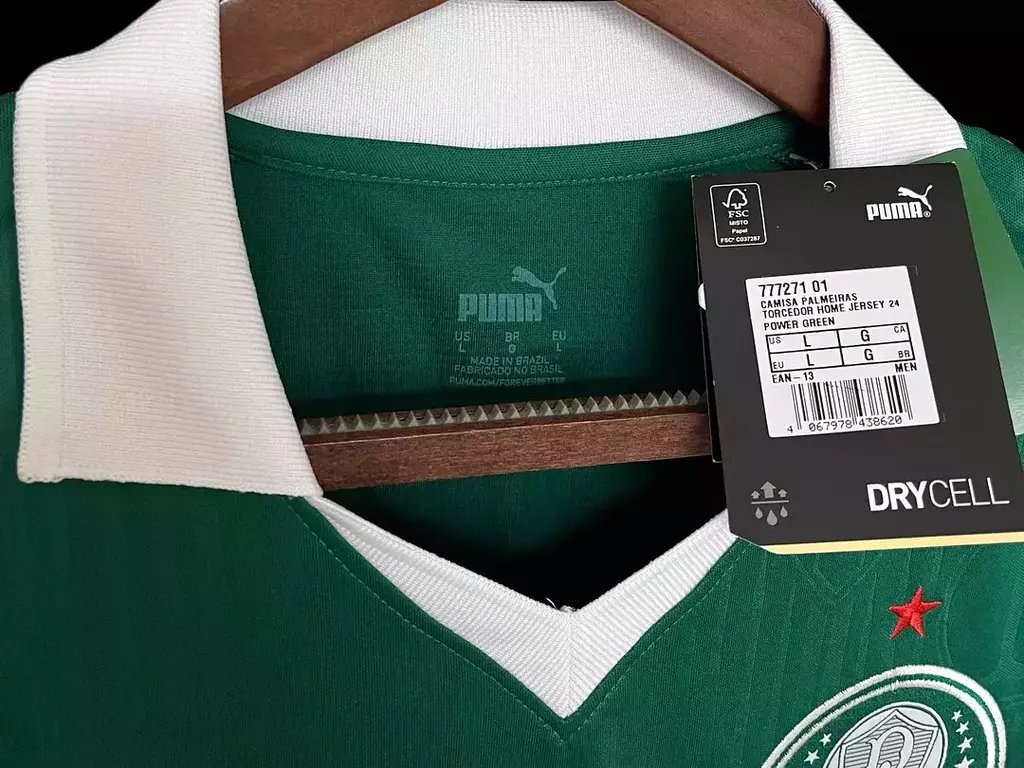 PUMA
US BR EU
L G L
MADE IN BRAZIL
FABRICADO NO BRASIL
PUMA.COM/FOREVERBETTER
FSC
MISTO
Papel
FSC® C037287
PUMA®
777271 01
CAMISA PALMEIRAS
TORCEDOR HOME JERSEY 24
POWER GREEN
US L G CA
EU L G BR
EAN-13 MEN
4 067978 438620
DRYCELL